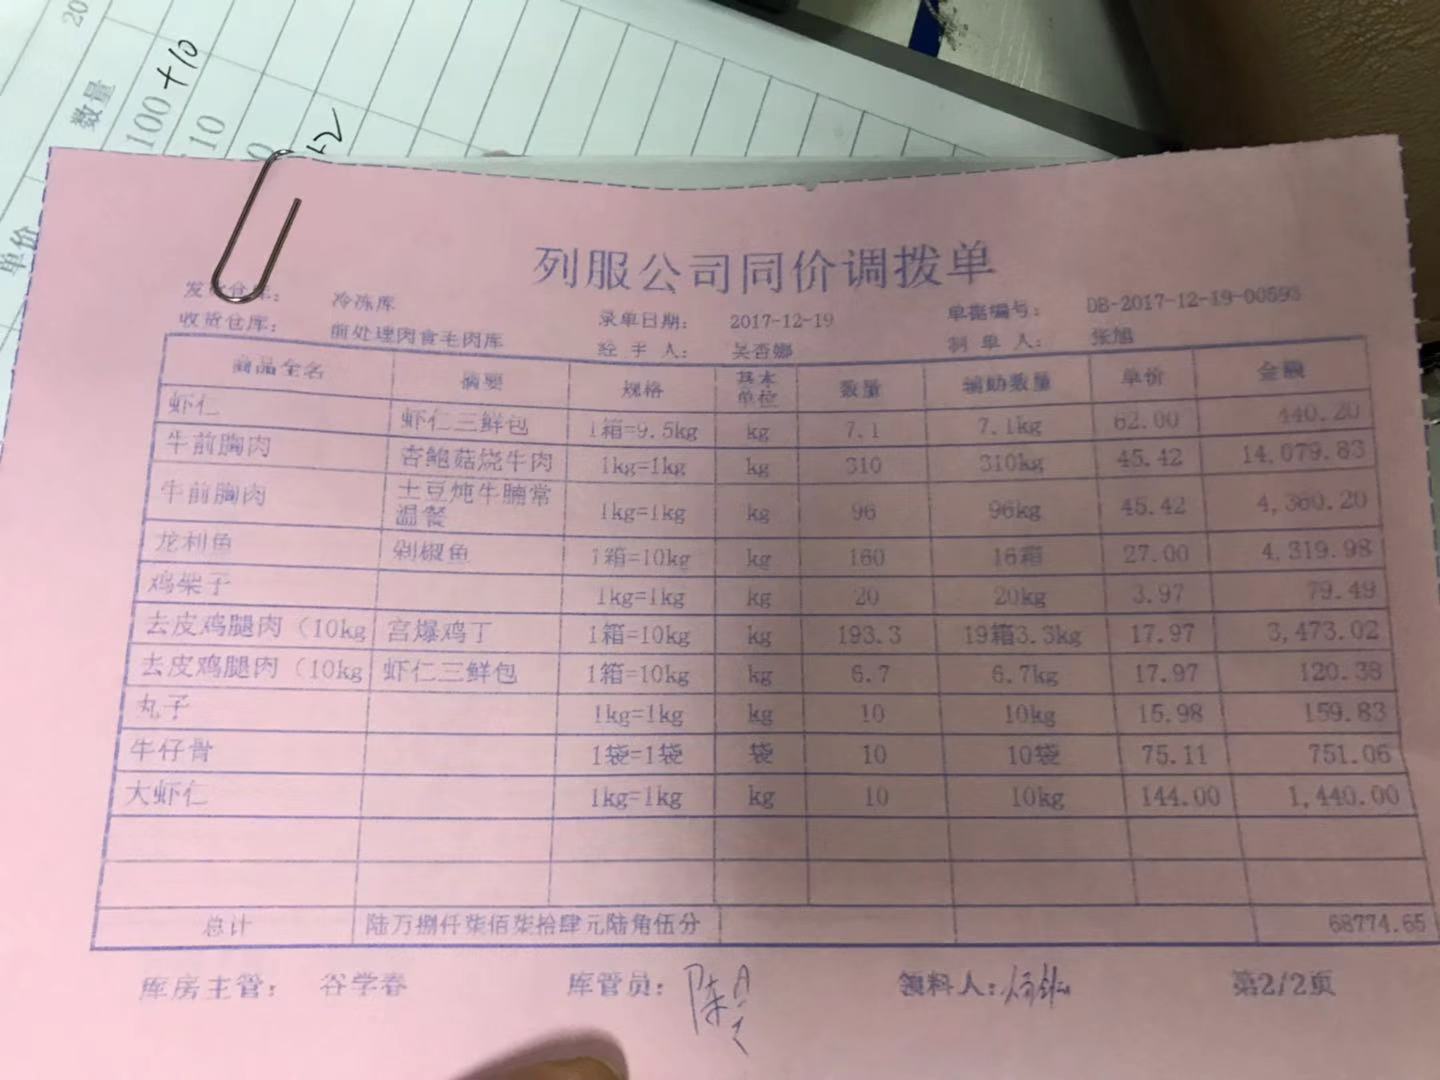 20
数量
100+10
10
0
单价
列服公司同价调拨单
发货仓库： 冷冻库
录单日期： 2017-12-19 单据编号： DB-2017-12-19-00593
收货仓库： 前处理肉食毛肉库 经手人： 吴杏娜 制单人： 张旭
商品全名 摘要 规格 基本单位 数量 辅助数量 单价 金额
虾仁 虾仁三鲜包 1箱=9.5kg kg 7.1 7.1kg 62.00 440.20
牛前胸肉 杏鲍菇烧牛肉 1kg=1kg kg 310 310kg 45.42 14,079.83
牛前胸肉 土豆炖牛腩常温餐 1kg=1kg kg 96 96kg 45.42 4,360.20
龙利鱼 剁椒鱼 1箱=10kg kg 160 16箱 27.00 4,319.98
鸡架子 1kg=1kg kg 20 20kg 3.97 79.49
去皮鸡腿肉（10kg 宫爆鸡丁 1箱=10kg kg 193.3 19箱3.3kg 17.97 3,473.02
去皮鸡腿肉（10kg 虾仁三鲜包 1箱=10kg kg 6.7 6.7kg 17.97 120.38
丸子 1kg=1kg kg 10 10kg 15.98 159.83
牛仔骨 1袋=1袋 袋 10 10袋 75.11 751.06
大虾仁 1kg=1kg kg 10 10kg 144.00 1,440.00
总计 陆万捌仟柒佰柒拾肆元陆角伍分 68774.65
库房主管： 谷学春 库管员： 领料人： 第2/2页